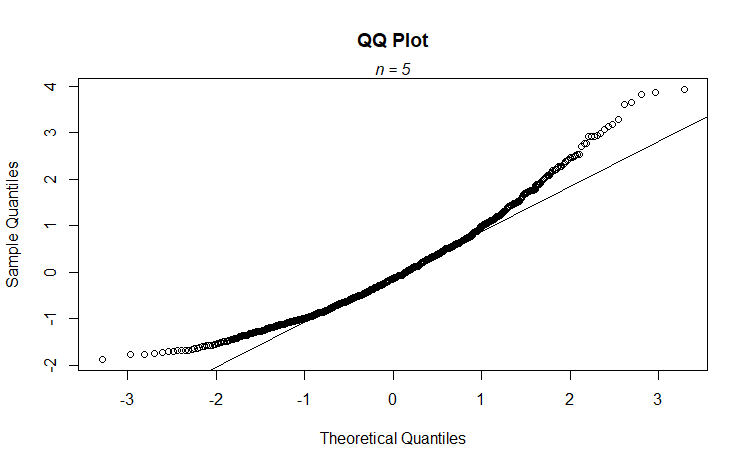 QQ Plot
n = 5
4
3
2
1
0
-1
-2
Sample Quantiles
-3 -2 -1 0 1 2 3
Theoretical Quantiles